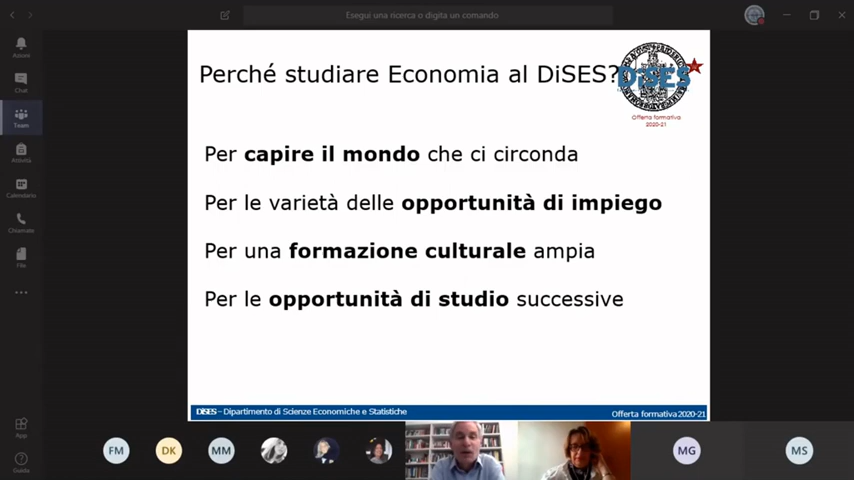 Esegui una ricerca o digita un comando
Attività
Chat
Team
Attività
Calendario
Chiamate
File
App
Guida
Perché studiare Economia al DiSES?
DiSES
Offerta formativa
2020-21
Per capire il mondo che ci circonda
Per le varietà delle opportunità di impiego
Per una formazione culturale ampia
Per le opportunità di studio successive
DiSES – Dipartimento di Scienze Economiche e Statistiche
Offerta formativa 2020-21
FM
DK
MM
MG
MS